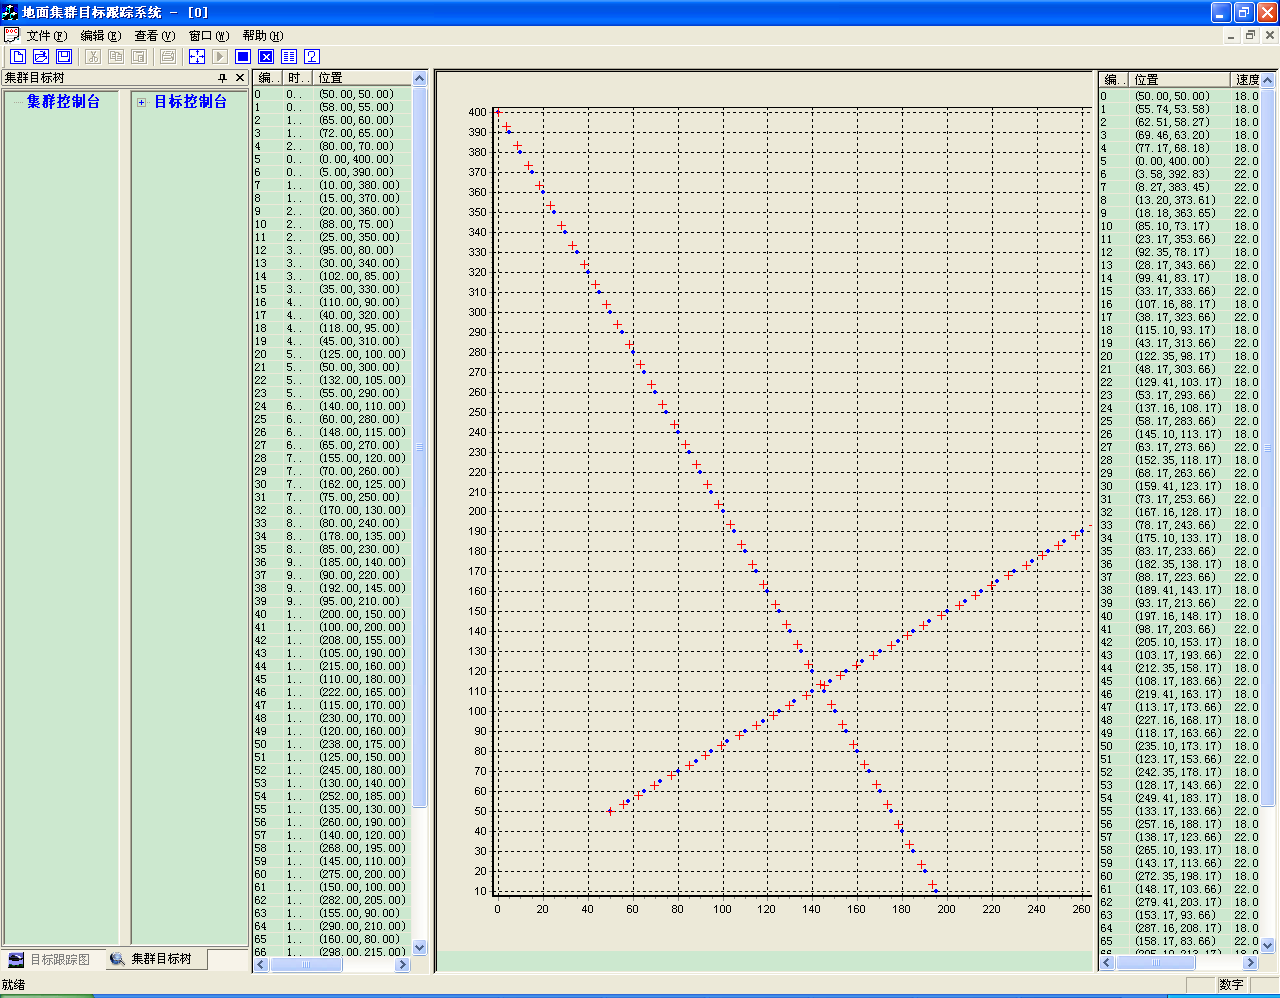 地面集群目标跟踪系统 - [0]
文件(F) 编辑(E) 查看(V) 窗口(W) 帮助(H)
集群目标树
集群控制台
目标控制台
编.. 时.. 位置
0 0.. (50.00,50.00)
1 0.. (58.00,55.00)
2 1.. (65.00,60.00)
3 1.. (72.00,65.00)
4 2.. (80.00,70.00)
5 0.. (0.00,400.00)
6 0.. (5.00,390.00)
7 1.. (10.00,380.00)
8 1.. (15.00,370.00)
9 2.. (20.00,360.00)
10 2.. (88.00,75.00)
11 2.. (25.00,350.00)
12 3.. (95.00,80.00)
13 3.. (30.00,340.00)
14 3.. (102.00,85.00)
15 3.. (35.00,330.00)
16 4.. (110.00,90.00)
17 4.. (40.00,320.00)
18 4.. (118.00,95.00)
19 4.. (45.00,310.00)
20 5.. (125.00,100.00)
21 5.. (50.00,300.00)
22 5.. (132.00,105.00)
23 5.. (55.00,290.00)
24 6.. (140.00,110.00)
25 6.. (60.00,280.00)
26 6.. (148.00,115.00)
27 6.. (65.00,270.00)
28 7.. (155.00,120.00)
29 7.. (70.00,260.00)
30 7.. (162.00,125.00)
31 7.. (75.00,250.00)
32 8.. (170.00,130.00)
33 8.. (80.00,240.00)
34 8.. (178.00,135.00)
35 8.. (85.00,230.00)
36 9.. (185.00,140.00)
37 9.. (90.00,220.00)
38 9.. (192.00,145.00)
39 9.. (95.00,210.00)
40 1.. (200.00,150.00)
41 1.. (100.00,200.00)
42 1.. (208.00,155.00)
43 1.. (105.00,190.00)
44 1.. (215.00,160.00)
45 1.. (110.00,180.00)
46 1.. (222.00,165.00)
47 1.. (115.00,170.00)
48 1.. (230.00,170.00)
49 1.. (120.00,160.00)
50 1.. (238.00,175.00)
51 1.. (125.00,150.00)
52 1.. (245.00,180.00)
53 1.. (130.00,140.00)
54 1.. (252.00,185.00)
55 1.. (135.00,130.00)
56 1.. (260.00,190.00)
57 1.. (140.00,120.00)
58 1.. (268.00,195.00)
59 1.. (145.00,110.00)
60 1.. (275.00,200.00)
61 1.. (150.00,100.00)
62 1.. (282.00,205.00)
63 1.. (155.00,90.00)
64 1.. (290.00,210.00)
65 1.. (160.00,80.00)
66 1.. (298.00,215.00)
400
390
380
370
360
350
340
330
320
310
300
290
280
270
260
250
240
230
220
210
200
190
180
170
160
150
140
130
120
110
100
90
80
70
60
50
40
30
20
10
0 20 40 60 80 100 120 140 160 180 200 220 240 260
编.. 位置 速度
0 (50.00,50.00) 18.0
1 (55.74,53.58) 18.0
2 (62.51,58.27) 18.0
3 (69.46,63.20) 18.0
4 (77.17,68.18) 18.0
5 (0.00,400.00) 22.0
6 (3.58,392.83) 22.0
7 (8.27,383.45) 22.0
8 (13.20,373.61) 22.0
9 (18.18,363.65) 22.0
10 (85.10,73.17) 18.0
11 (23.17,353.66) 22.0
12 (92.35,78.17) 18.0
13 (28.17,343.66) 22.0
14 (99.41,83.17) 18.0
15 (33.17,333.66) 22.0
16 (107.16,88.17) 18.0
17 (38.17,323.66) 22.0
18 (115.10,93.17) 18.0
19 (43.17,313.66) 22.0
20 (122.35,98.17) 18.0
21 (48.17,303.66) 22.0
22 (129.41,103.17) 18.0
23 (53.17,293.66) 22.0
24 (137.16,108.17) 18.0
25 (58.17,283.66) 22.0
26 (145.10,113.17) 18.0
27 (63.17,273.66) 22.0
28 (152.35,118.17) 18.0
29 (68.17,263.66) 22.0
30 (159.41,123.17) 18.0
31 (73.17,253.66) 22.0
32 (167.16,128.17) 18.0
33 (78.17,243.66) 22.0
34 (175.10,133.17) 18.0
35 (83.17,233.66) 22.0
36 (182.35,138.17) 18.0
37 (88.17,223.66) 22.0
38 (189.41,143.17) 18.0
39 (93.17,213.66) 22.0
40 (197.16,148.17) 18.0
41 (98.17,203.66) 22.0
42 (205.10,153.17) 18.0
43 (103.17,193.66) 22.0
44 (212.35,158.17) 18.0
45 (108.17,183.66) 22.0
46 (219.41,163.17) 18.0
47 (113.17,173.66) 22.0
48 (227.16,168.17) 18.0
49 (118.17,163.66) 22.0
50 (235.10,173.17) 18.0
51 (123.17,153.66) 22.0
52 (242.35,178.17) 18.0
53 (128.17,143.66) 22.0
54 (249.41,183.17) 18.0
55 (133.17,133.66) 22.0
56 (257.16,188.17) 18.0
57 (138.17,123.66) 22.0
58 (265.10,193.17) 18.0
59 (143.17,113.66) 22.0
60 (272.35,198.17) 18.0
61 (148.17,103.66) 22.0
62 (279.41,203.17) 18.0
63 (153.17,93.66) 22.0
64 (287.16,208.17) 18.0
65 (158.17,83.66) 22.0
目标跟踪图 集群目标树
就绪
数字